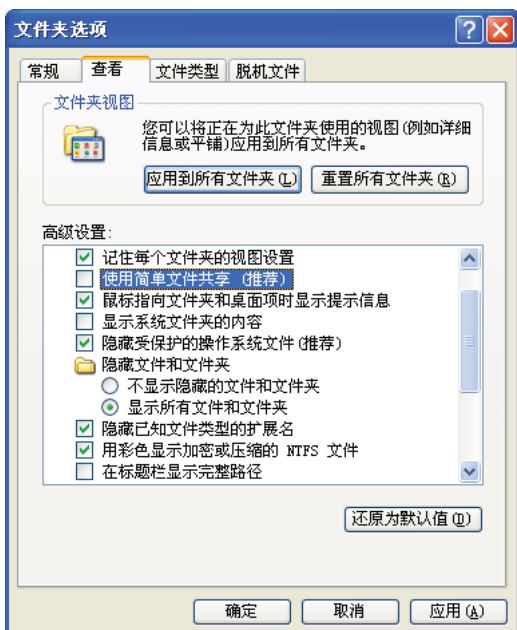 文件夹选项
常规 查看 文件类型 脱机文件
文件夹视图
您可以将正在为此文件夹使用的视图(例如详细
信息或平铺)应用到所有文件夹。
应用到所有文件夹(L) 重置所有文件夹(R)
高级设置:
记住每个文件夹的视图设置
使用简单文件共享 (推荐)
鼠标指向文件夹和桌面项时显示提示信息
显示系统文件夹的内容
隐藏受保护的操作系统文件(推荐)
隐藏文件和文件夹
不显示隐藏的文件和文件夹
显示所有文件和文件夹
隐藏已知文件类型的扩展名
用彩色显示加密或压缩的 NTFS 文件
在标题栏显示完整路径
还原为默认值(D)
确定 取消 应用(A)